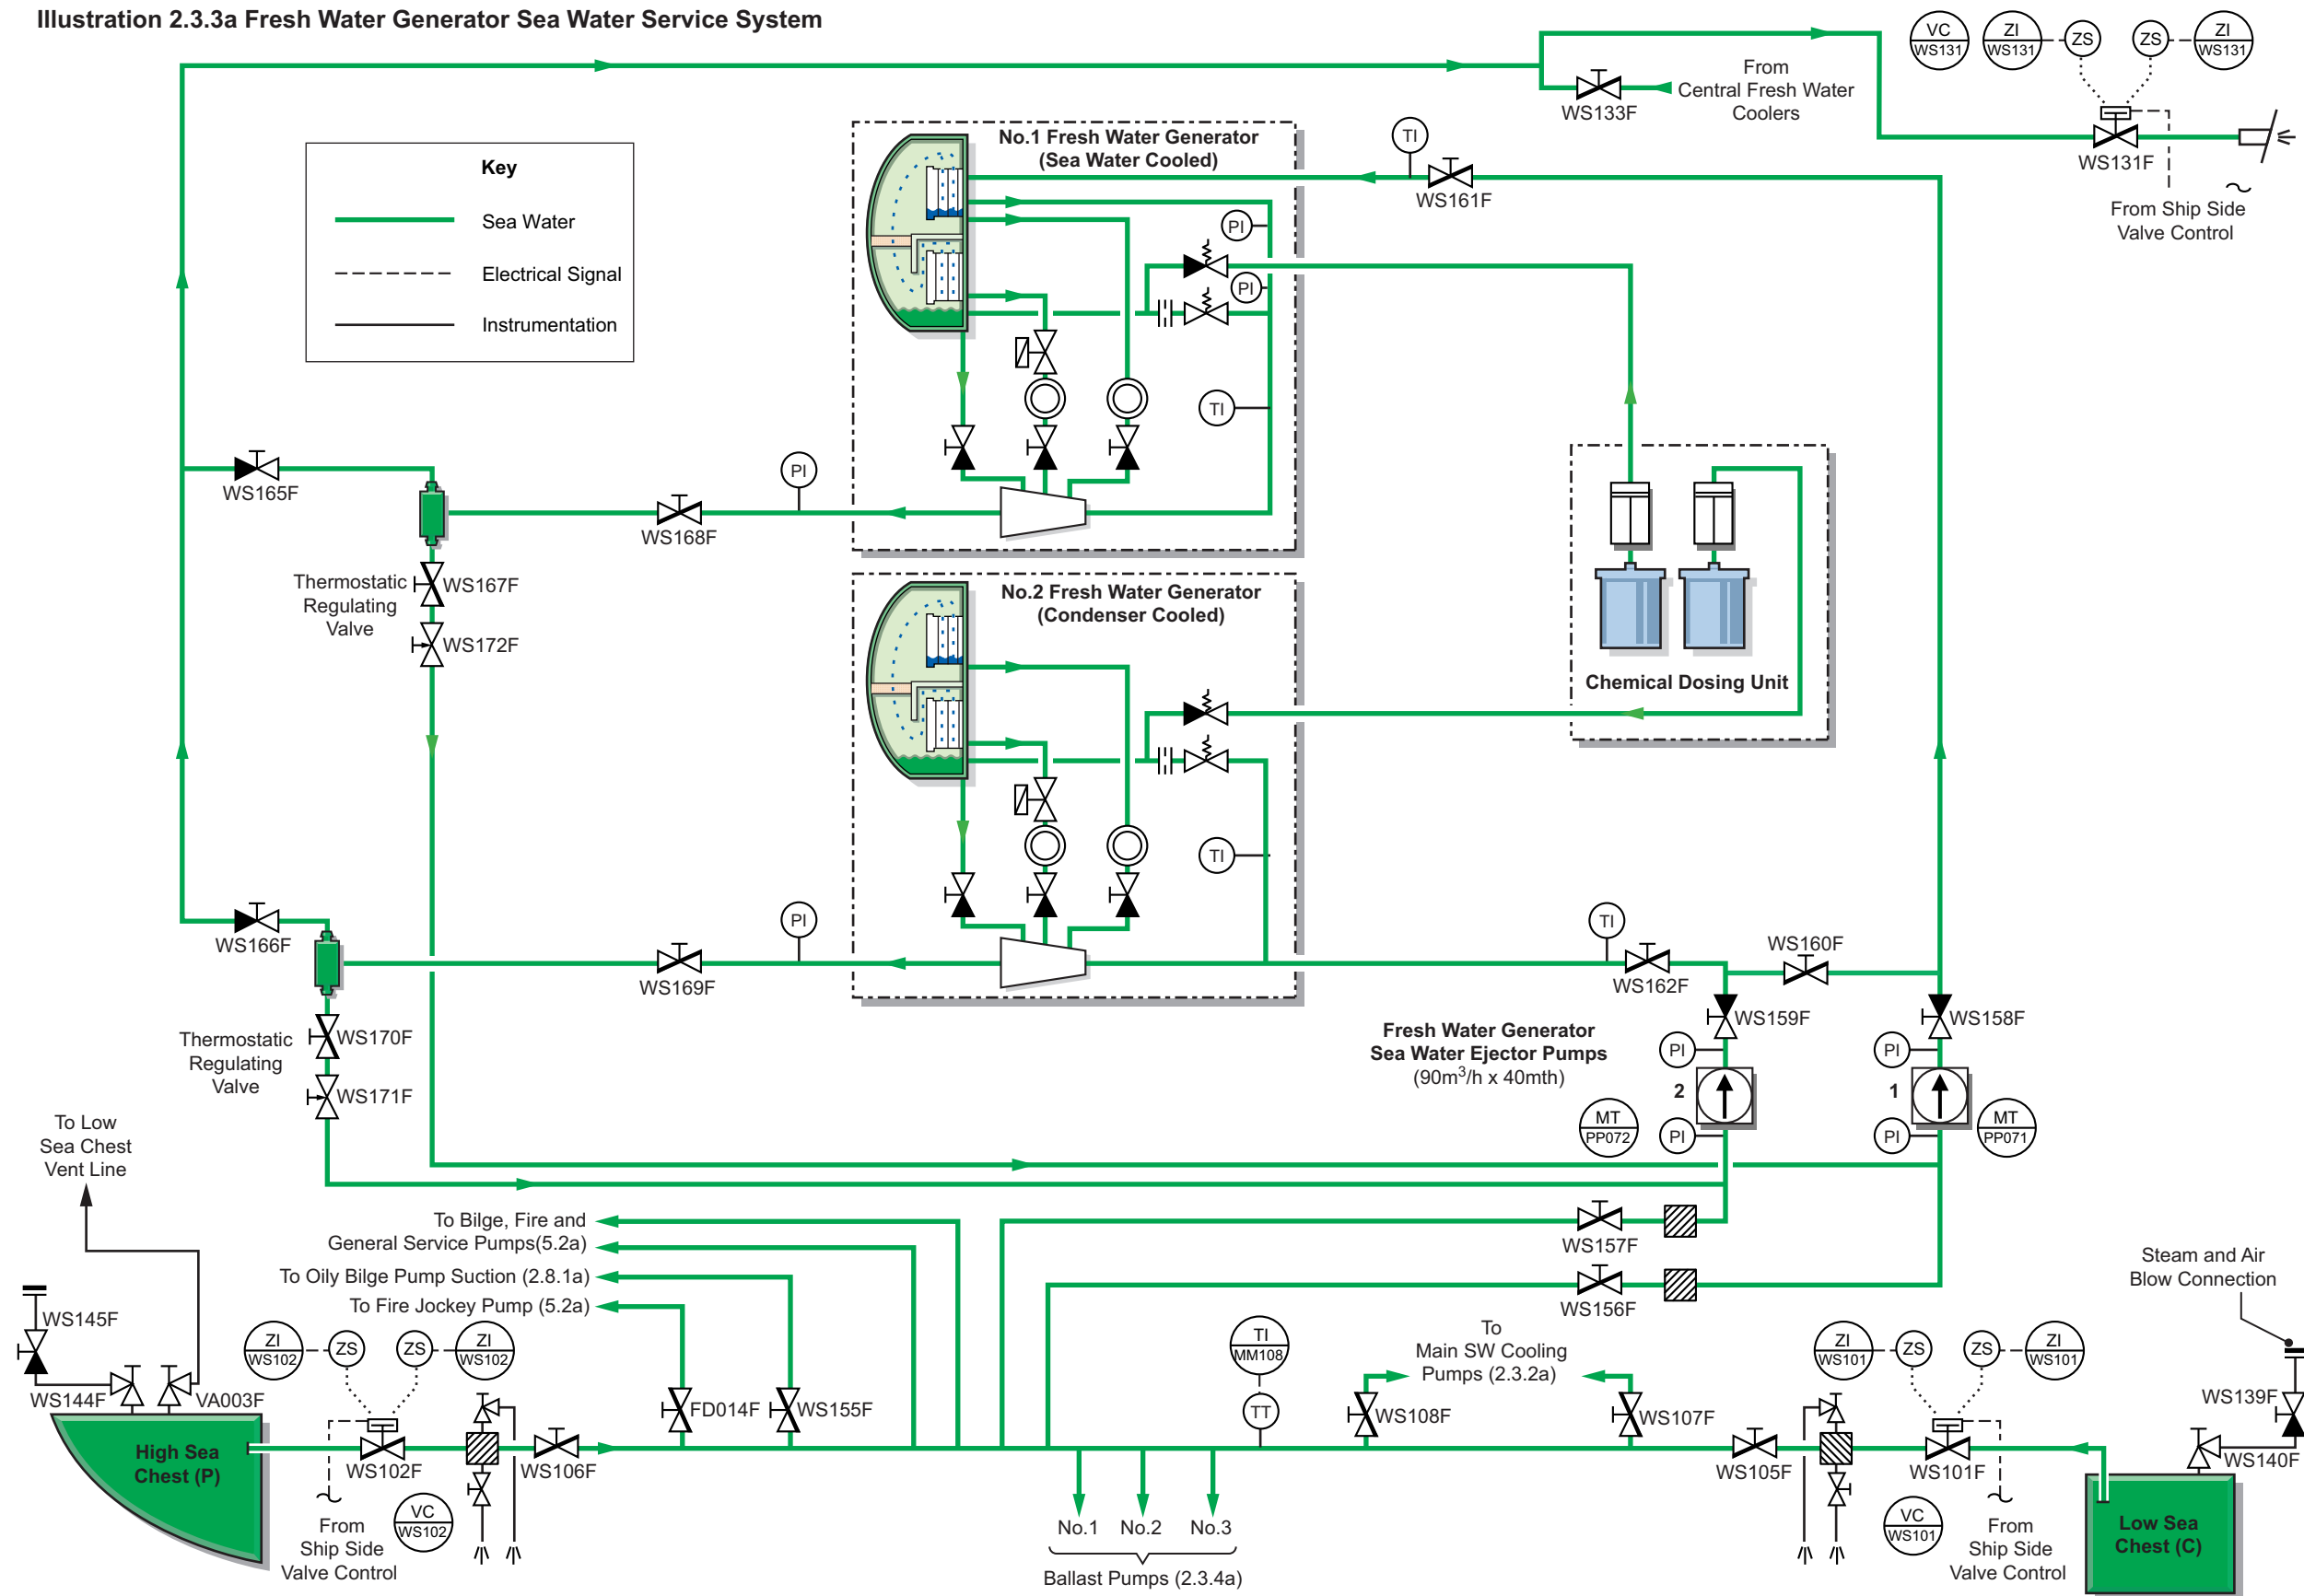 Illustration 2.3.3a Fresh Water Generator Sea Water Service System
VC
WS131
ZI
WS131
ZS
ZS
ZI
WS131
From
Central Fresh Water
Coolers
WS133F
WS131F
From Ship Side
Valve Control
Key
Sea Water
Electrical Signal
Instrumentation
No.1 Fresh Water Generator
(Sea Water Cooled)
TI
WS161F
PI
PI
TI
WS165F
PI
WS168F
Thermostatic
Regulating
Valve
WS167F
WS172F
No.2 Fresh Water Generator
(Condenser Cooled)
Chemical Dosing Unit
TI
WS166F
PI
WS169F
TI
WS162F
WS160F
WS159F
WS158F
Fresh Water Generator
Sea Water Ejector Pumps
(90m³/h x 40mth)
PI
PI
2
1
MT
PP072
PI
PI
MT
PP071
Thermostatic
Regulating
Valve
WS170F
WS171F
To Low
Sea Chest
Vent Line
To Bilge, Fire and
General Service Pumps(5.2a)
To Oily Bilge Pump Suction (2.8.1a)
To Fire Jockey Pump (5.2a)
WS157F
WS156F
Steam and Air
Blow Connection
WS145F
WS144F
VA003F
ZI
WS102
ZS
ZS
ZI
WS102
FD014F
WS155F
TI
MM108
TT
To
Main SW Cooling
Pumps (2.3.2a)
WS108F
WS107F
ZI
WS101
ZS
ZS
ZI
WS101
WS139F
WS140F
High Sea
Chest (P)
WS102F
WS106F
VC
WS102
From
Ship Side
Valve Control
No.1
No.2
No.3
Ballast Pumps (2.3.4a)
WS105F
WS101F
VC
WS101
From
Ship Side
Valve Control
Low Sea
Chest (C)